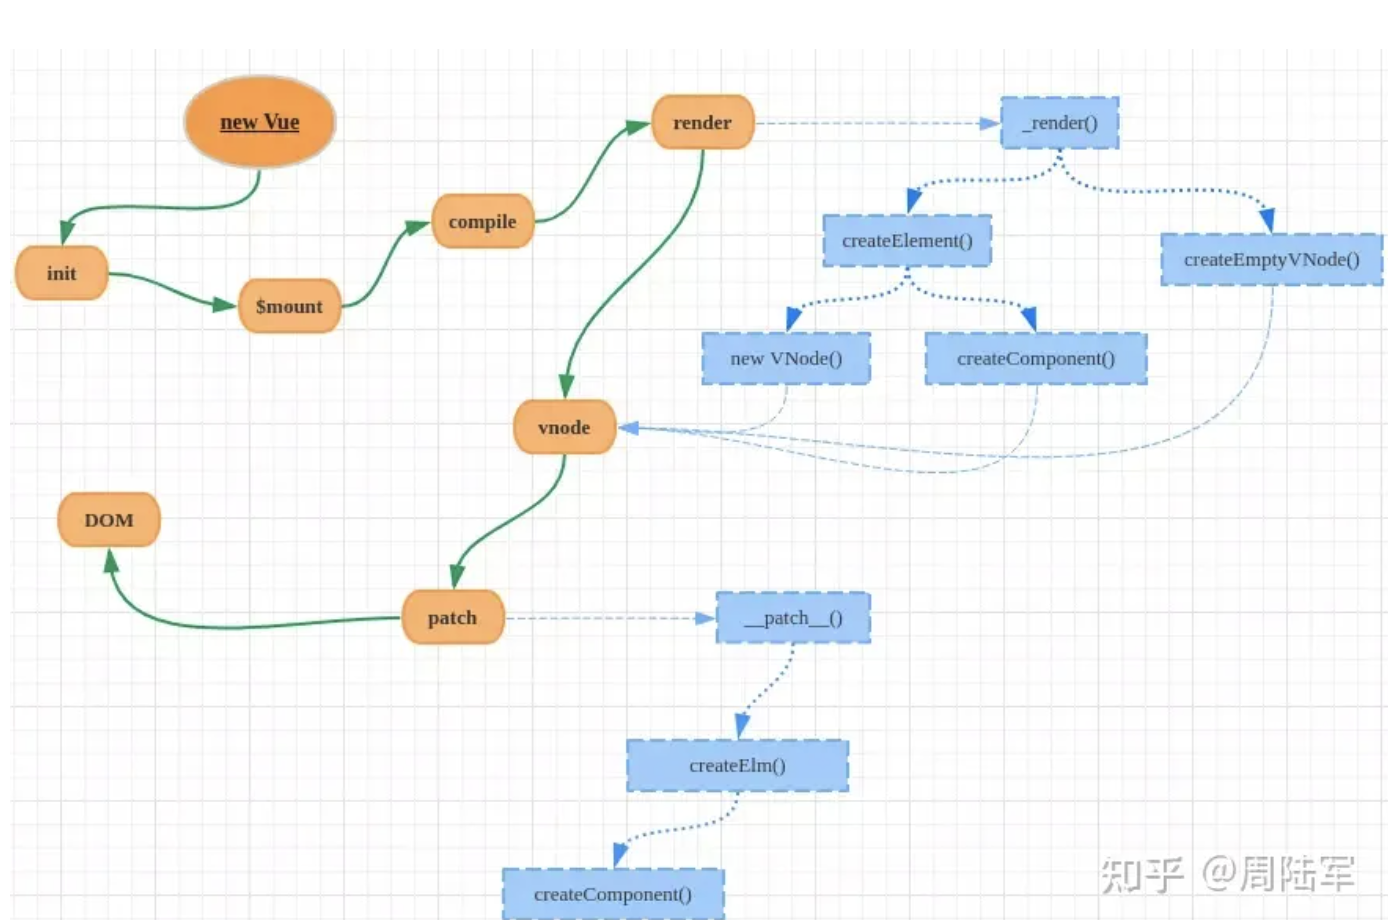 new Vue
render
_render()
compile
createElement()
createEmptyVNode()
init
$mount
new VNode()
createComponent()
vnode
DOM
patch
__patch__()
createElm()
createComponent()
知乎 @周陆军